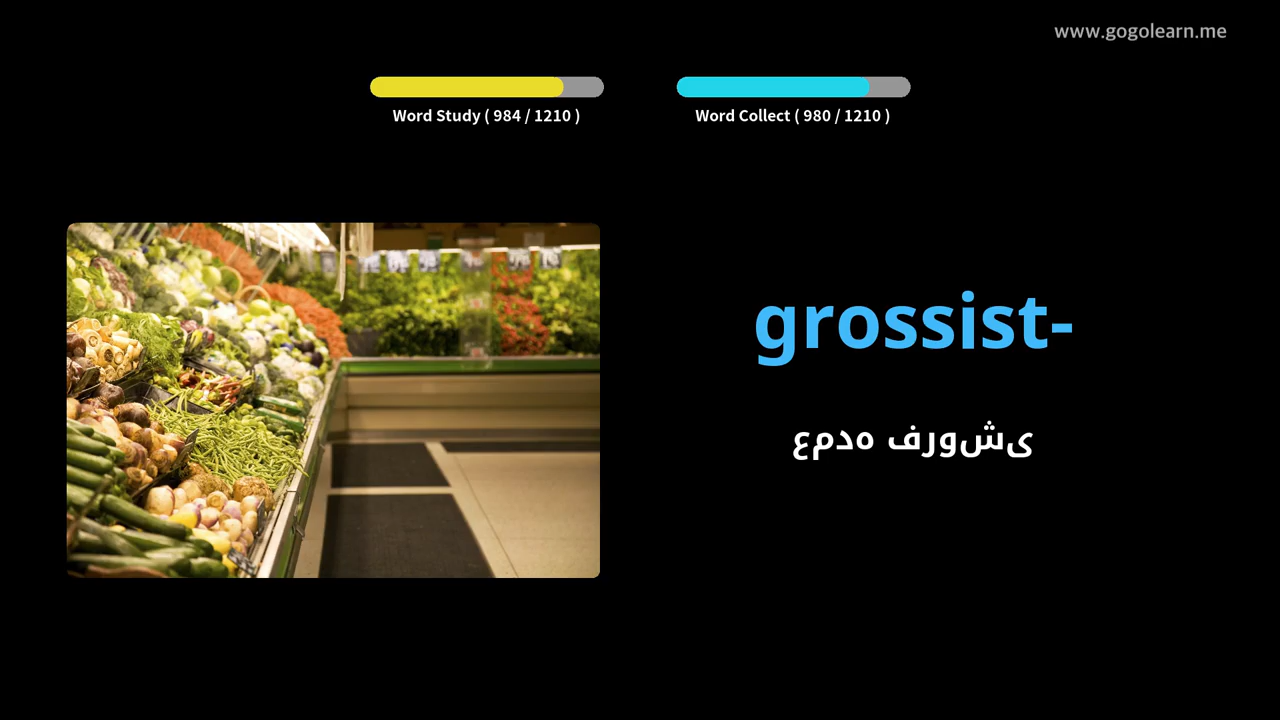 www.gogolearn.me
Word Study ( 984 / 1210 )
Word Collect ( 980 / 1210 )
grossist-
یشورف هدمع